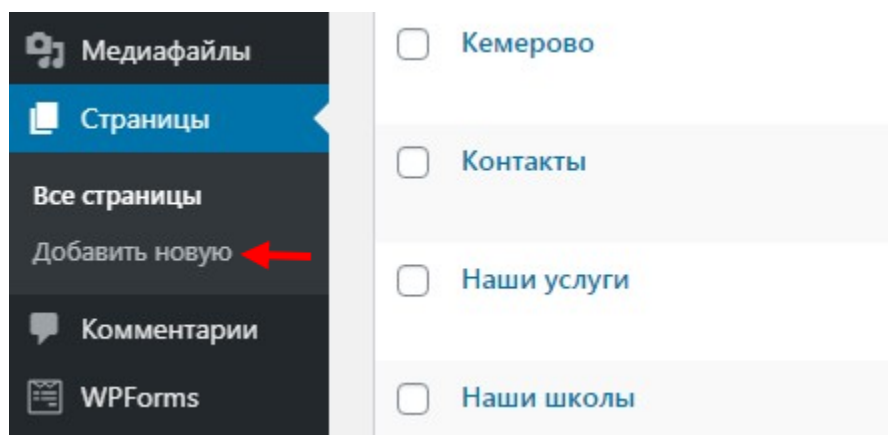 Медиафайлы
Страницы
Все страницы
Добавить новую
Комментарии
WPForms
Кемерово
Контакты
Наши услуги
Наши школы